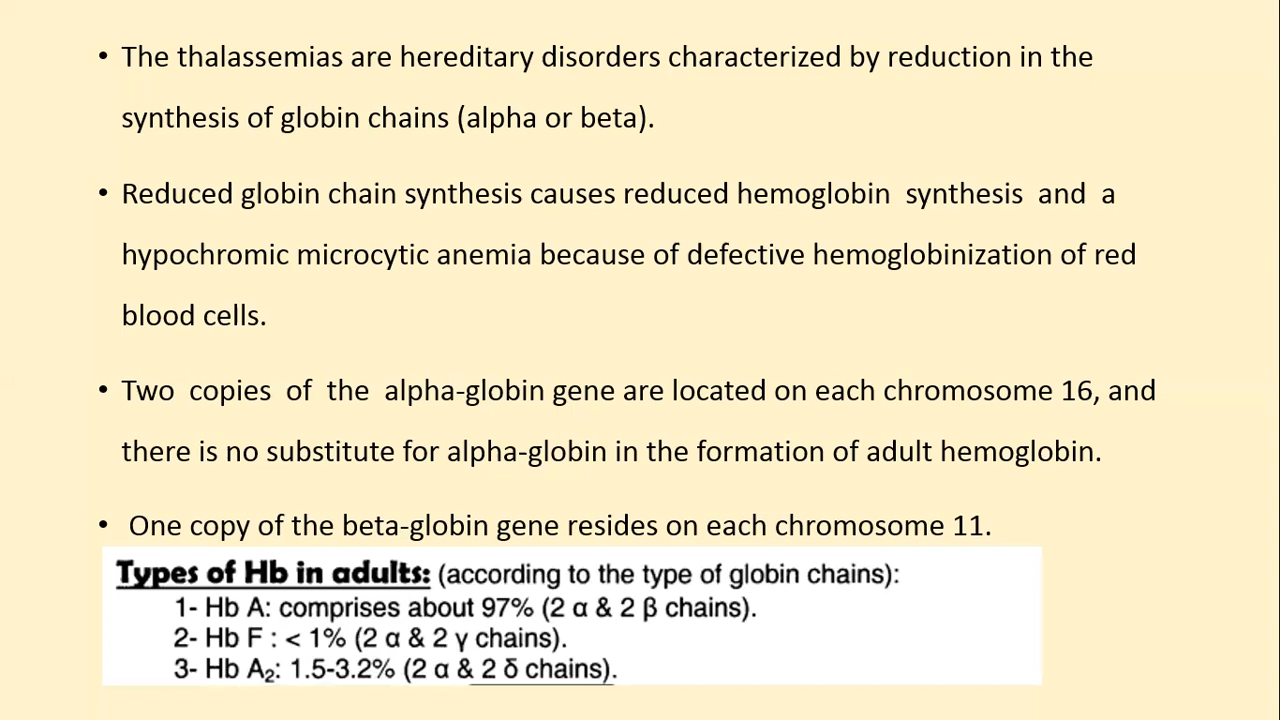 • The thalassemias are hereditary disorders characterized by reduction in the
synthesis of globin chains (alpha or beta).
• Reduced globin chain synthesis causes reduced hemoglobin synthesis and a
hypochromic microcytic anemia because of defective hemoglobinization of red
blood cells.
• Two copies of the alpha-globin gene are located on each chromosome 16, and
there is no substitute for alpha-globin in the formation of adult hemoglobin.
• One copy of the beta-globin gene resides on each chromosome 11.
Types of Hb in adults: (according to the type of globin chains):
1- Hb A: comprises about 97% (2 α & 2 β chains).
2- Hb F : < 1% (2 α & 2 γ chains).
3- Hb A₂: 1.5-3.2% (2 α & 2 δ chains).